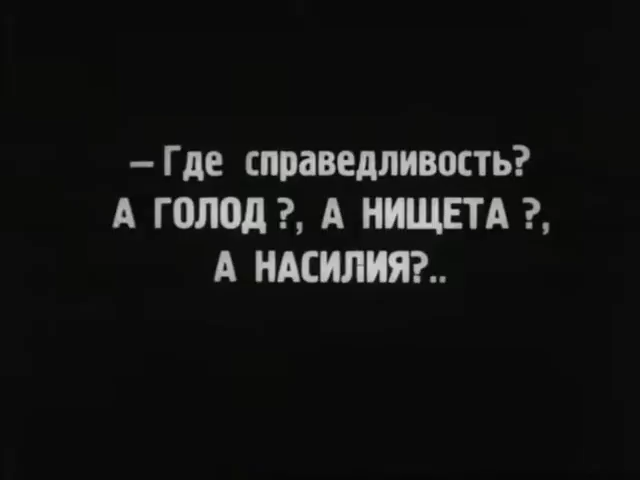 – Где справедливость?
А ГОЛОД ?, А НИЩЕТА ?,
А НАСИЛИЯ?..